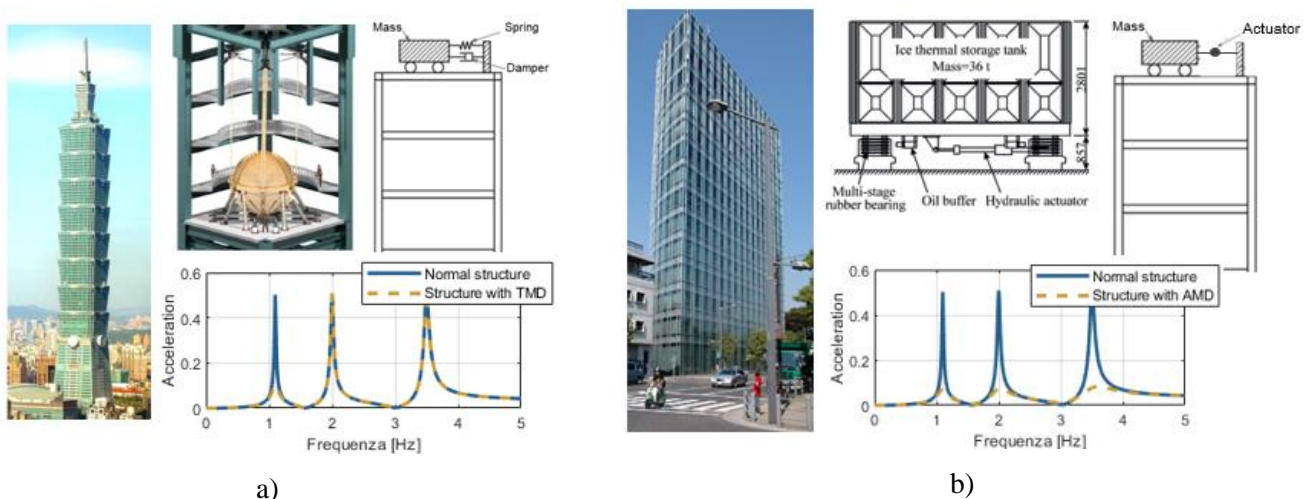 Mass
Spring
Damper
Normal structure
Structure with TMD
Acceleration
0.6
0.4
0.2
0
0
1
2
3
4
5
Frequenza [Hz]
a)
Ice thermal storage tank
Mass=36 t
2801
857
Multi-stage
rubber bearing
Oil buffer
Hydraulic actuator
Mass
Actuator
Normal structure
Structure with AMD
Acceleration
0.6
0.4
0.2
0
0
1
2
3
4
5
Frequenza [Hz]
b)